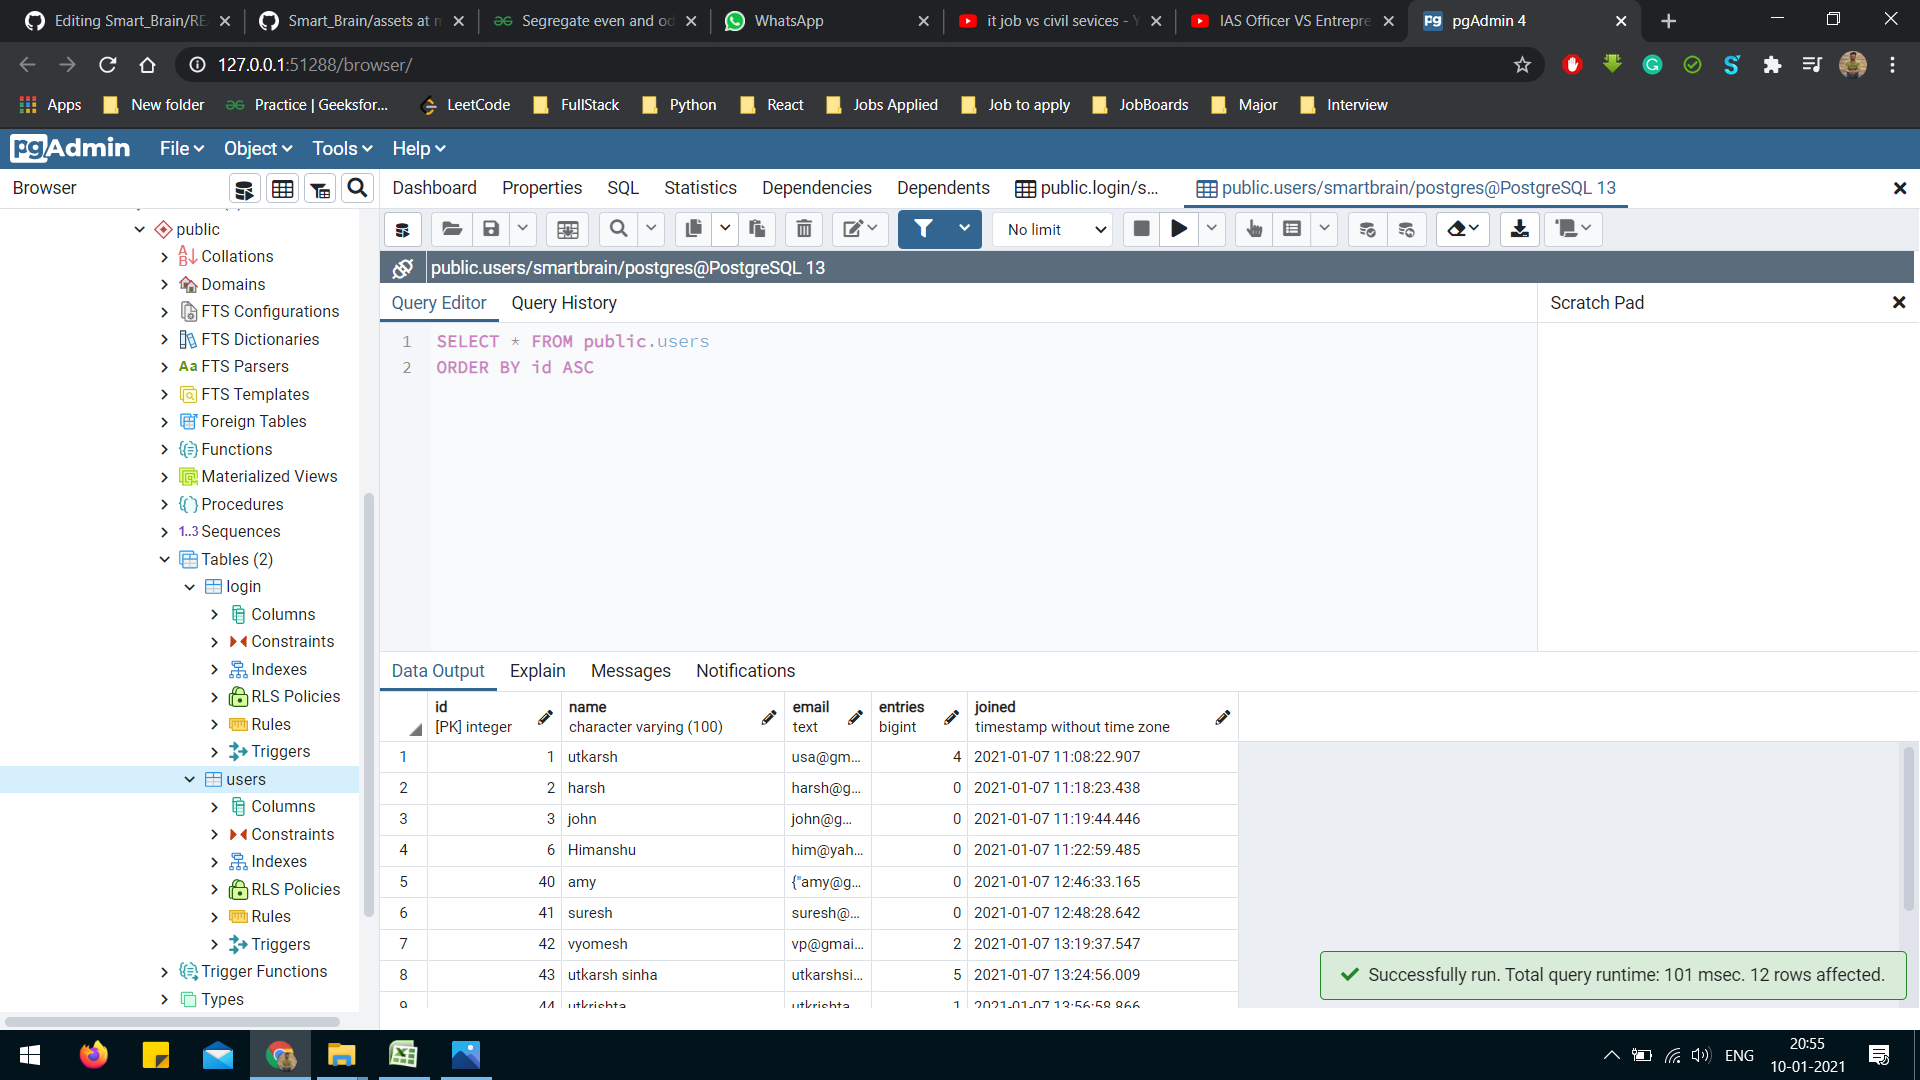 Editing Smart_Brain/RE
Smart_Brain/assets at m
Segregate even and od
WhatsApp
it job vs civil sevices - Y
IAS Officer VS Entrepre
pgAdmin 4
127.0.0.1:51288/browser/
Apps
New folder
Practice | Geeksfor...
LeetCode
FullStack
Python
React
Jobs Applied
Job to apply
JobBoards
Major
Interview
pgAdmin
File
Object
Tools
Help
Browser
Dashboard
Properties
SQL
Statistics
Dependencies
Dependents
public.login/s...
public.users/smartbrain/postgres@PostgreSQL 13
No limit
public.users/smartbrain/postgres@PostgreSQL 13
Query Editor
Query History
Scratch Pad
1 SELECT * FROM public.users
2 ORDER BY id ASC
public
Collations
Domains
FTS Configurations
FTS Dictionaries
Aa FTS Parsers
FTS Templates
Foreign Tables
Functions
Materialized Views
Procedures
1..3 Sequences
Tables (2)
login
Columns
Constraints
Indexes
RLS Policies
Rules
Triggers
users
Columns
Constraints
Indexes
RLS Policies
Rules
Triggers
Trigger Functions
Types
Data Output
Explain
Messages
Notifications
id
[PK] integer
name
character varying (100)
email
text
entries
bigint
joined
timestamp without time zone
1 1 utkarsh usa@gm... 4 2021-01-07 11:08:22.907
2 2 harsh harsh@g... 0 2021-01-07 11:18:23.438
3 3 john john@g... 0 2021-01-07 11:19:44.446
4 6 Himanshu him@yah... 0 2021-01-07 11:22:59.485
5 40 amy {"amy@g... 0 2021-01-07 12:46:33.165
6 41 suresh suresh@... 0 2021-01-07 12:48:28.642
7 42 vyomesh vp@gmai... 2 2021-01-07 13:19:37.547
8 43 utkarsh sinha utkarshsi... 5 2021-01-07 13:24:56.009
9 44 utkrishta utkrishta 1 2021-01-07 13:56:58.866
Successfully run. Total query runtime: 101 msec. 12 rows affected.
ENG
20:55
10-01-2021